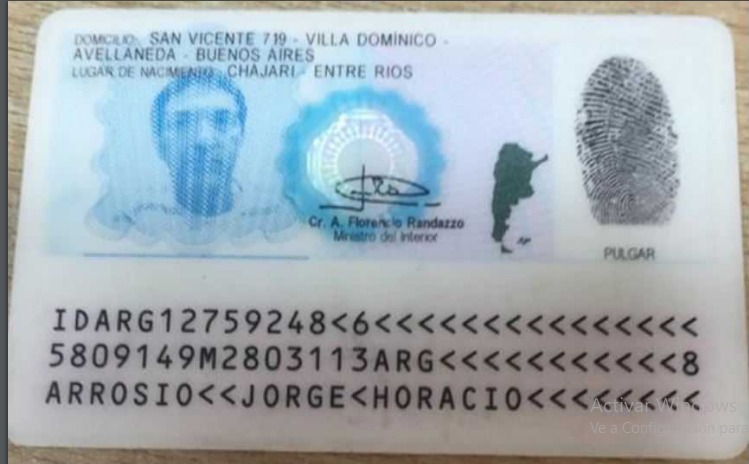 DOMICILIO: SAN VICENTE 719 - VILLA DOMÍNICO -
AVELLANEDA - BUENOS AIRES
LUGAR DE NACIMIENTO: CHAJARI - ENTRE RIOS
Cr. A. Florencio Randazzo
Ministro del Interior
PULGAR
IDARG12759248<6<<<<<<<<<<<<<<<
5809149M2803113ARG<<<<<<<<<<<8
ARROSIO<<JORGE<HORACIO<<<<<<<<
Activar Windows
Ve a Configuración para